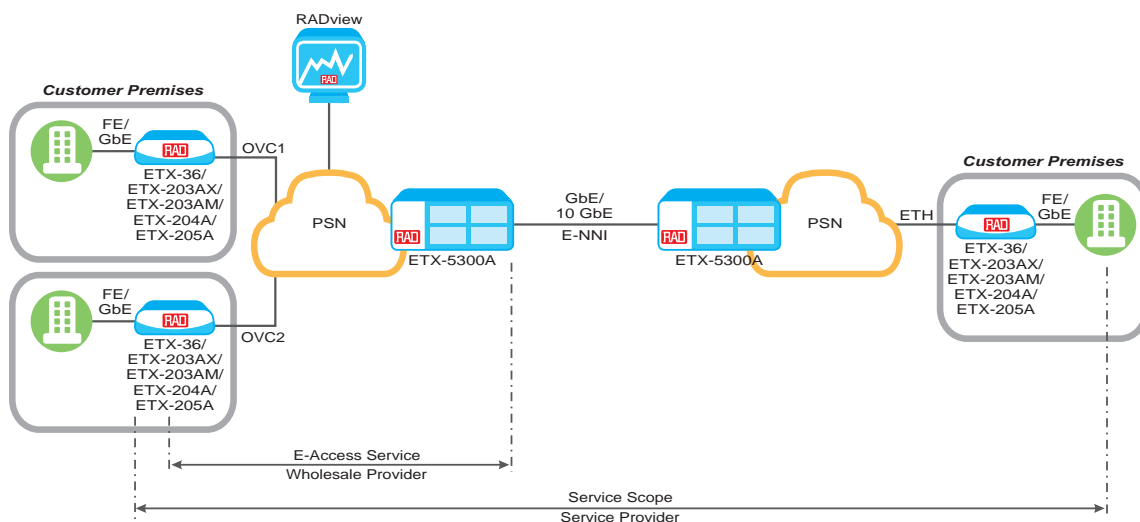 RADview
RAD
Customer Premises
FE/
GbE
RAD
OVC1
ETX-36/
ETX-203AX/
ETX-203AM/
ETX-204A/
ETX-205A
FE/
GbE
RAD
OVC2
ETX-36/
ETX-203AX/
ETX-203AM/
ETX-204A/
ETX-205A
PSN
RAD
ETX-5300A
GbE/
10 GbE
E-NNI
RAD
ETX-5300A
PSN
Customer Premises
ETH
RAD
FE/
GbE
ETX-36/
ETX-203AX/
ETX-203AM/
ETX-204A/
ETX-205A
E-Access Service
Wholesale Provider
Service Scope
Service Provider